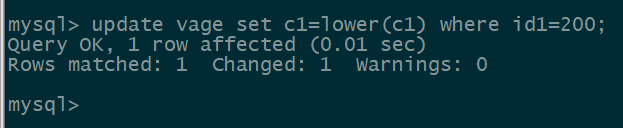 mysql> update vage set c1=lower(c1) where id1=200;
Query OK, 1 row affected (0.01 sec)
Rows matched: 1  Changed: 1  Warnings: 0
mysql>